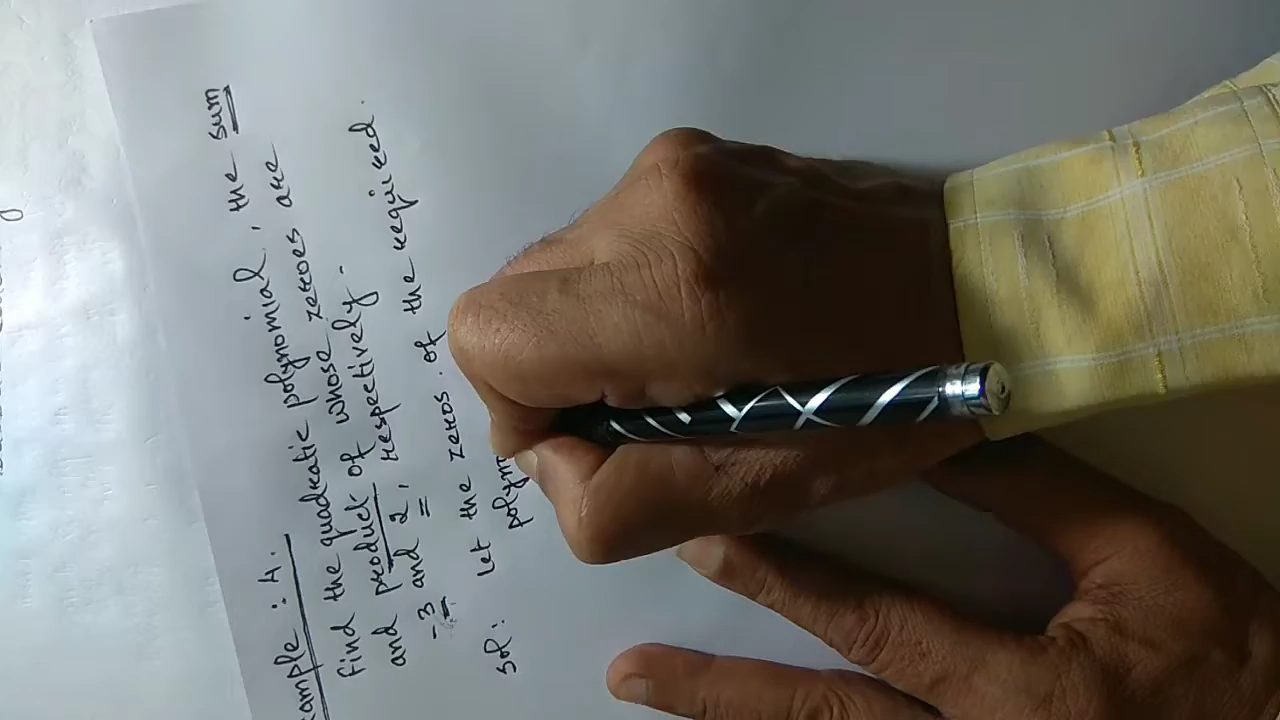 Example : 4.
Find the quadratic polynomial, the sum
and product of whose zeroes are
-3 and 2, respectively.
Sol: Let the zeros of the required
polyn